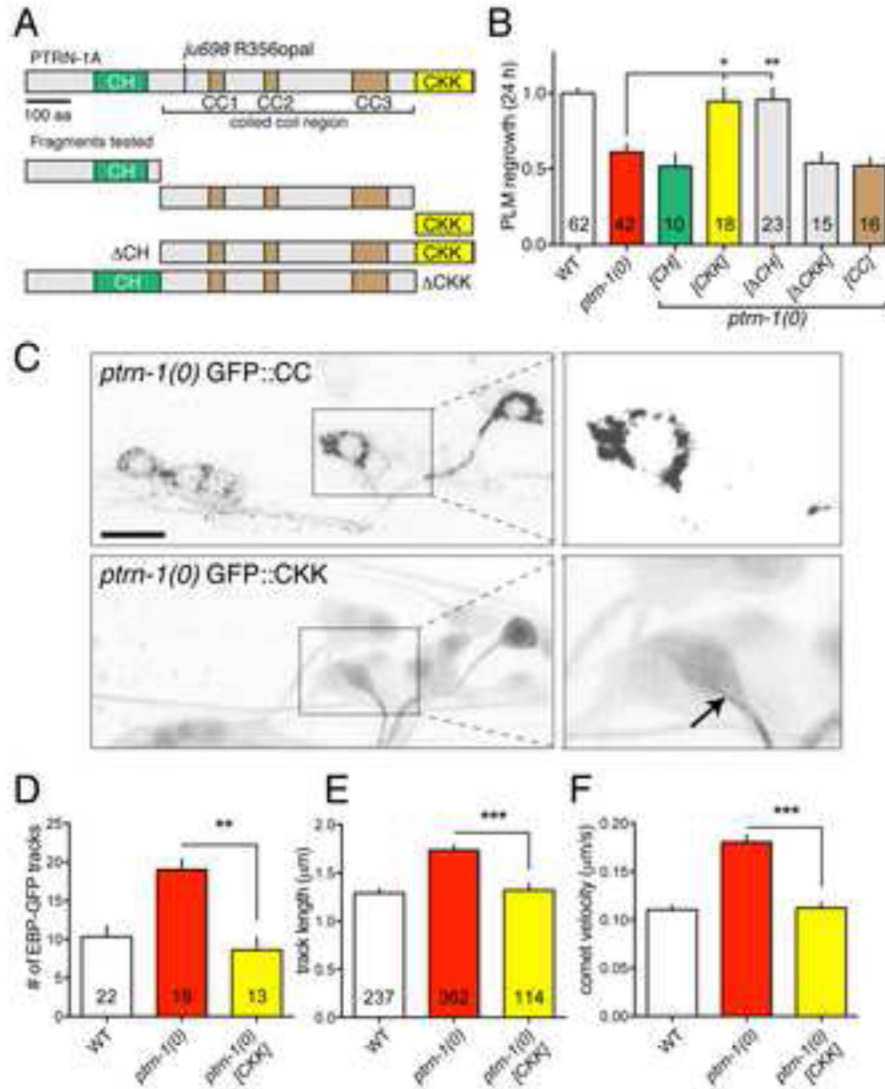 A
ju698 R356opal
PTRN-1A
CH
CKK
100 aa
CC1 CC2 CC3
coiled coil region
Fragments tested
CH
CKK
ΔCH
CKK
CH
ΔCKK
B
PLM regrowth (24 h)
1.0
0.5
0.0
* **
62 42 10 18 23 15 16
WT ptrn-1(0) [CH] [CKK] [ΔCH] [ΔCKK] [CC]
ptrn-1(0)
C
ptrn-1(0) GFP::CC
ptrn-1(0) GFP::CKK
D
# of EBP-GFP tracks
25
20
15
10
5
0
**
22 18 13
WT ptrn-1(0) ptrn-1(0) [CKK]
E
track length (μm)
2.0
1.5
1.0
0.5
0.0
***
237 362 114
WT ptrn-1(0) ptrn-1(0) [CKK]
F
comet velocity (μm/s)
0.20
0.15
0.10
0.05
0.00
***
WT ptrn-1(0) ptrn-1(0) [CKK]